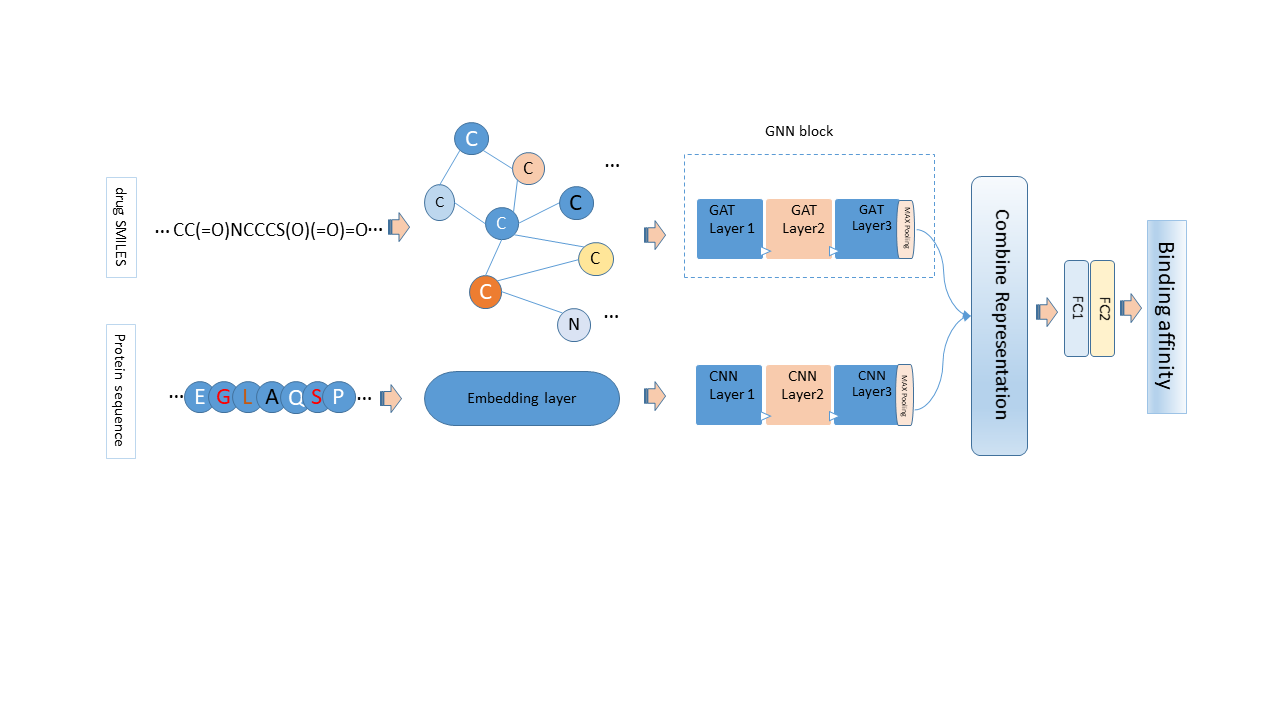 drug SMILES
...CC(=O)NCCCS(O)(=O)=O...
C
C
C
C
C
C
C
N
...
...
GNN block
GAT
Layer 1
GAT
Layer2
GAT
Layer3
MAX Pooling
Protein sequence
...EGLAQSP...
Embedding layer
CNN
Layer 1
CNN
Layer2
CNN
Layer3
MAX Pooling
Combine Representation
FC1
FC2
Binding affinity